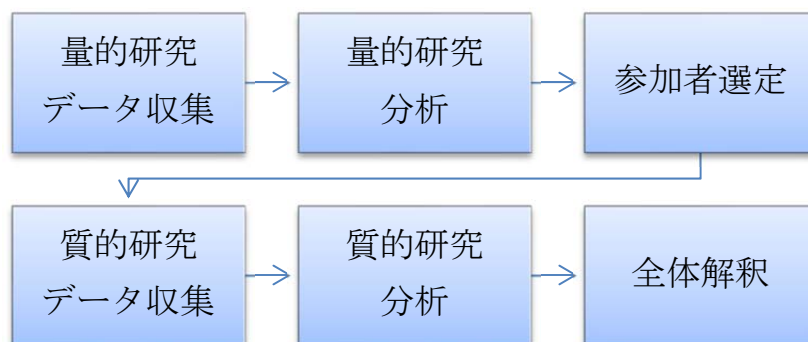 量的研究
データ収集
量的研究
分析
参加者選定
質的研究
データ収集
質的研究
分析
全体解釈